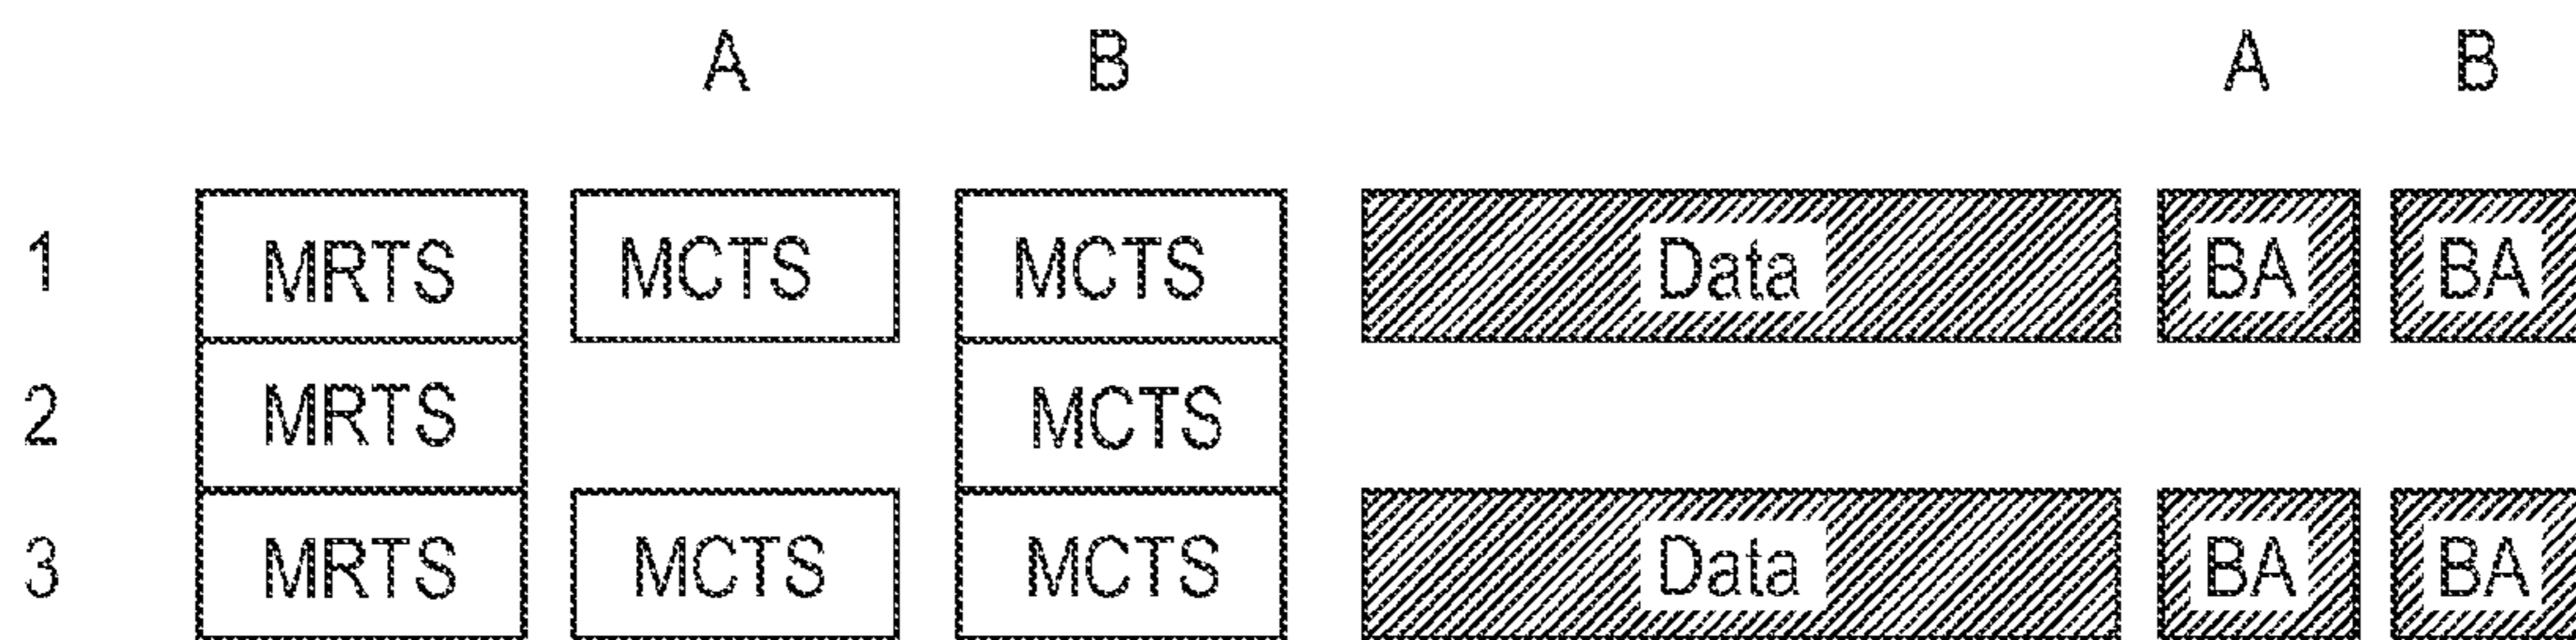 A B A B
1 MRTS MCTS MCTS Data BA BA
2 MRTS MCTS
3 MRTS MCTS MCTS Data BA BA